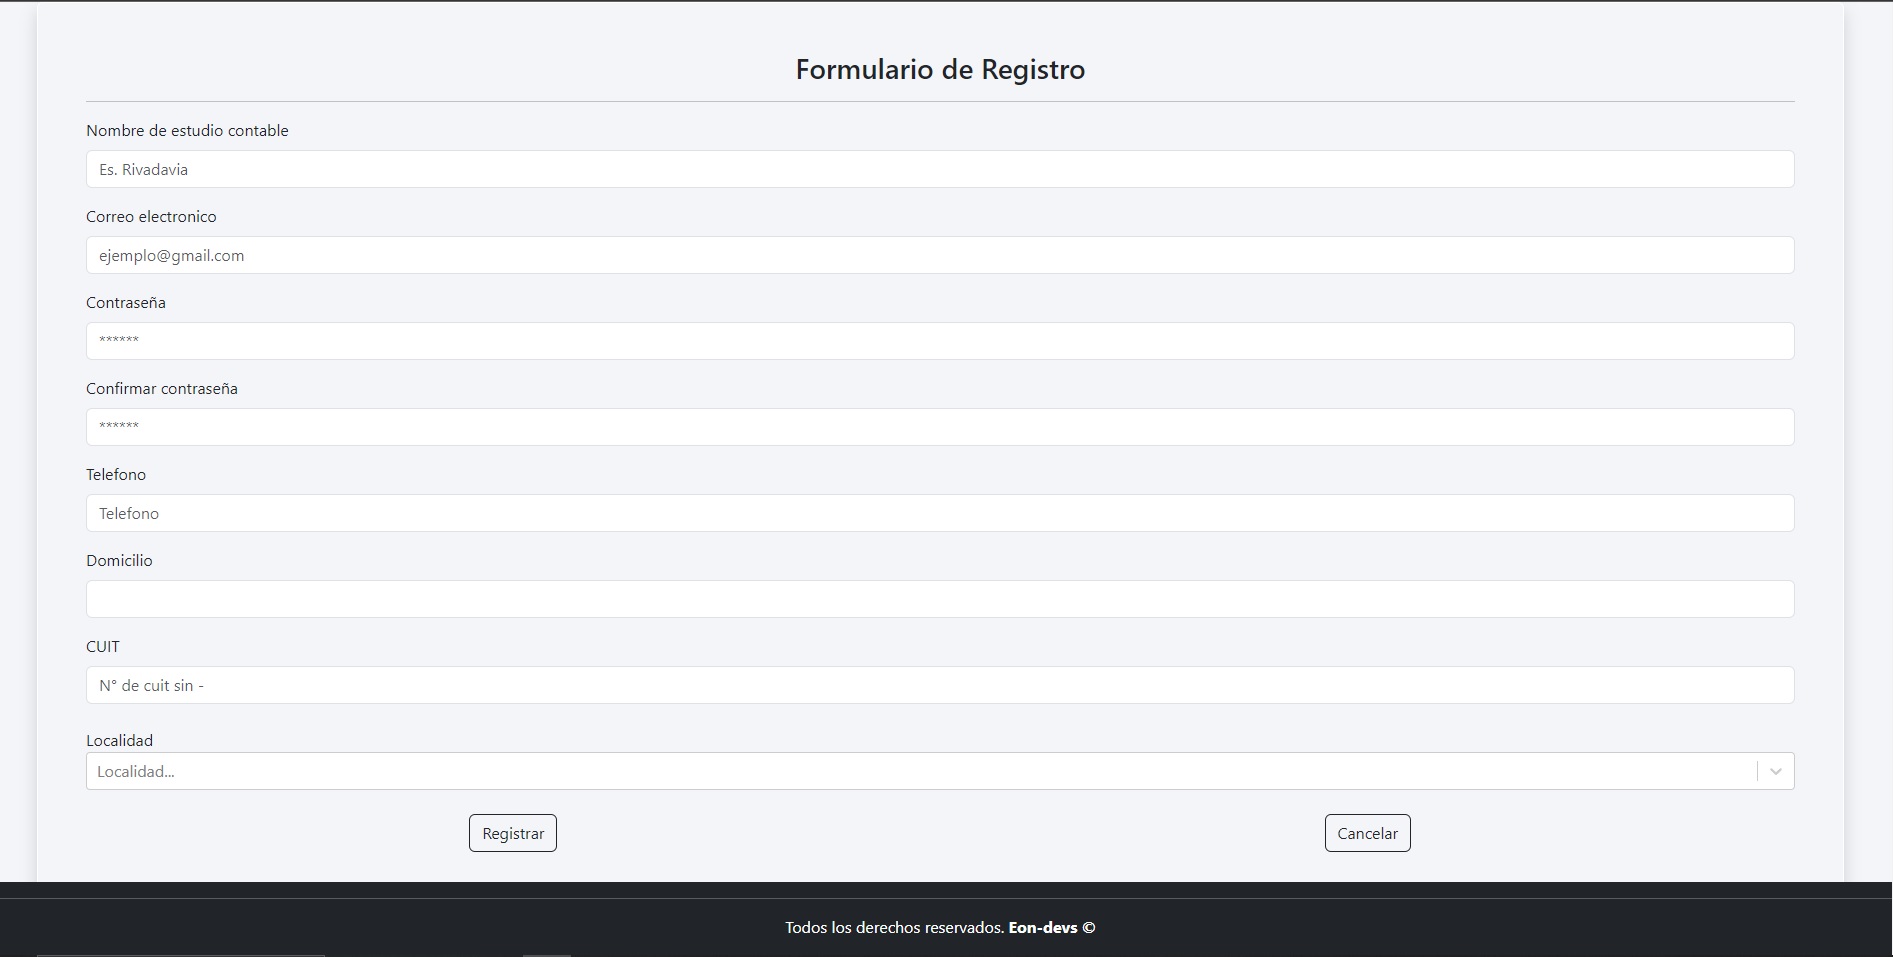 Formulario de Registro
Nombre de estudio contable
Es. Rivadavia
Correo electronico
ejemplo@gmail.com
Contraseña
******
Confirmar contraseña
******
Telefono
Telefono
Domicilio
CUIT
N° de cuit sin -
Localidad
Localidad...
Registrar Cancelar
Todos los derechos reservados. Eon-devs ©